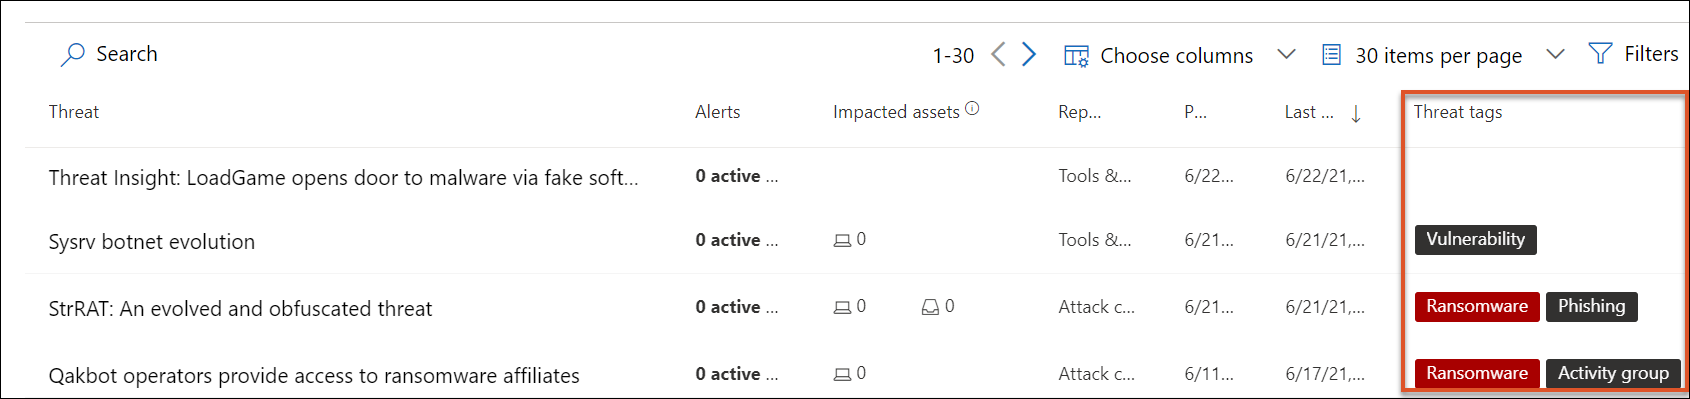 Search 1-30 Choose columns 30 items per page Filters
Threat Alerts Impacted assets Rep... P... Last ... Threat tags
Threat Insight: LoadGame opens door to malware via fake soft... 0 active ... Tools &... 6/22... 6/22/21,...
Sysrv botnet evolution 0 active ... 0 Tools &... 6/21... 6/21/21,... Vulnerability
StrRAT: An evolved and obfuscated threat 0 active ... 0 0 Attack c... 6/21... 6/21/21,... Ransomware Phishing
Qakbot operators provide access to ransomware affiliates 0 active ... 0 Attack c... 6/11... 6/17/21,... Ransomware Activity group